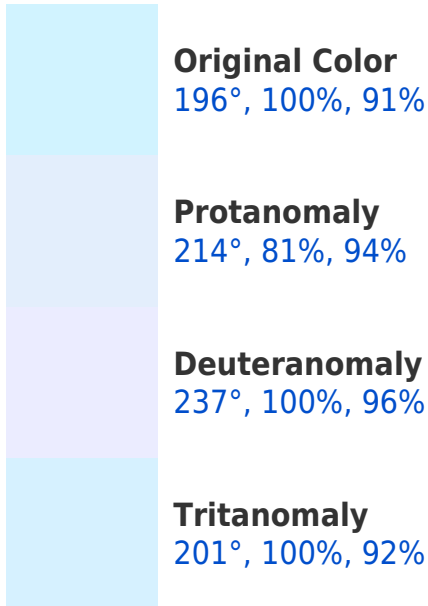 Original Color
196°, 100%, 91%
Protanomaly
214°, 81%, 94%
Deuteranomaly
237°, 100%, 96%
Tritanomaly
201°, 100%, 92%